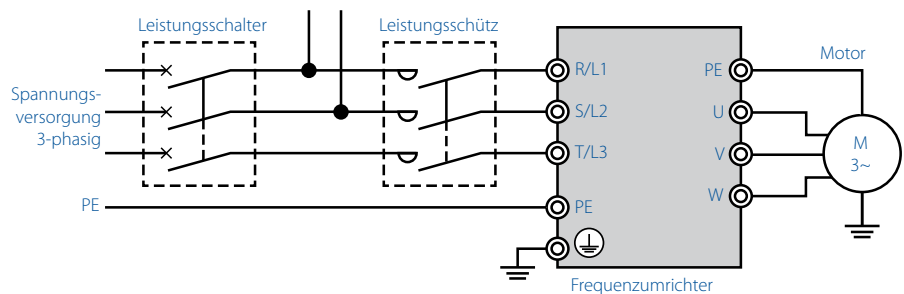 Leistungsschalter
Leistungsschütz
Spannungs-
versorgung
3-phasig
PE
R/L1
S/L2
T/L3
PE
PE
U
V
W
Motor
M
3~
Frequenzumrichter